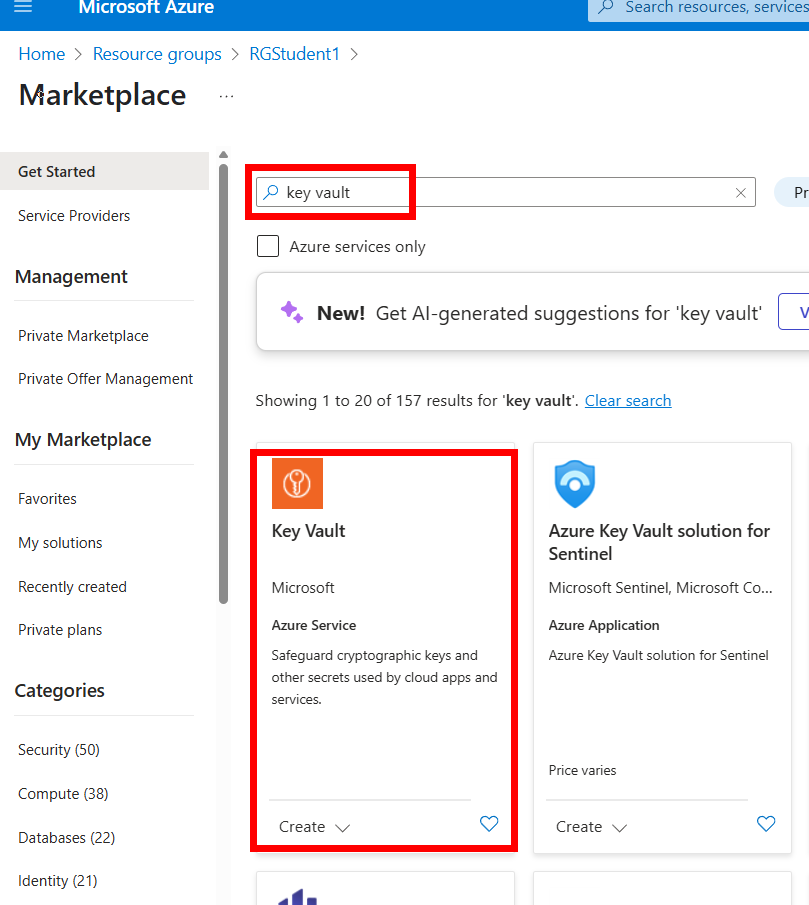 Microsoft Azure
Search resources, services
Home > Resource groups > RGStudent1 >
Marketplace ...
Get Started
Service Providers
Management
Private Marketplace
Private Offer Management
My Marketplace
Favorites
My solutions
Recently created
Private plans
Categories
Security (50)
Compute (38)
Databases (22)
Identity (21)
key vault
Pr
Azure services only
New! Get AI-generated suggestions for 'key vault'
V
Showing 1 to 20 of 157 results for 'key vault'. Clear search
Key Vault
Microsoft
Azure Service
Safeguard cryptographic keys and
other secrets used by cloud apps and
services.
Create
Azure Key Vault solution for
Sentinel
Microsoft Sentinel, Microsoft Co...
Azure Application
Azure Key Vault solution for Sentinel
Price varies
Create